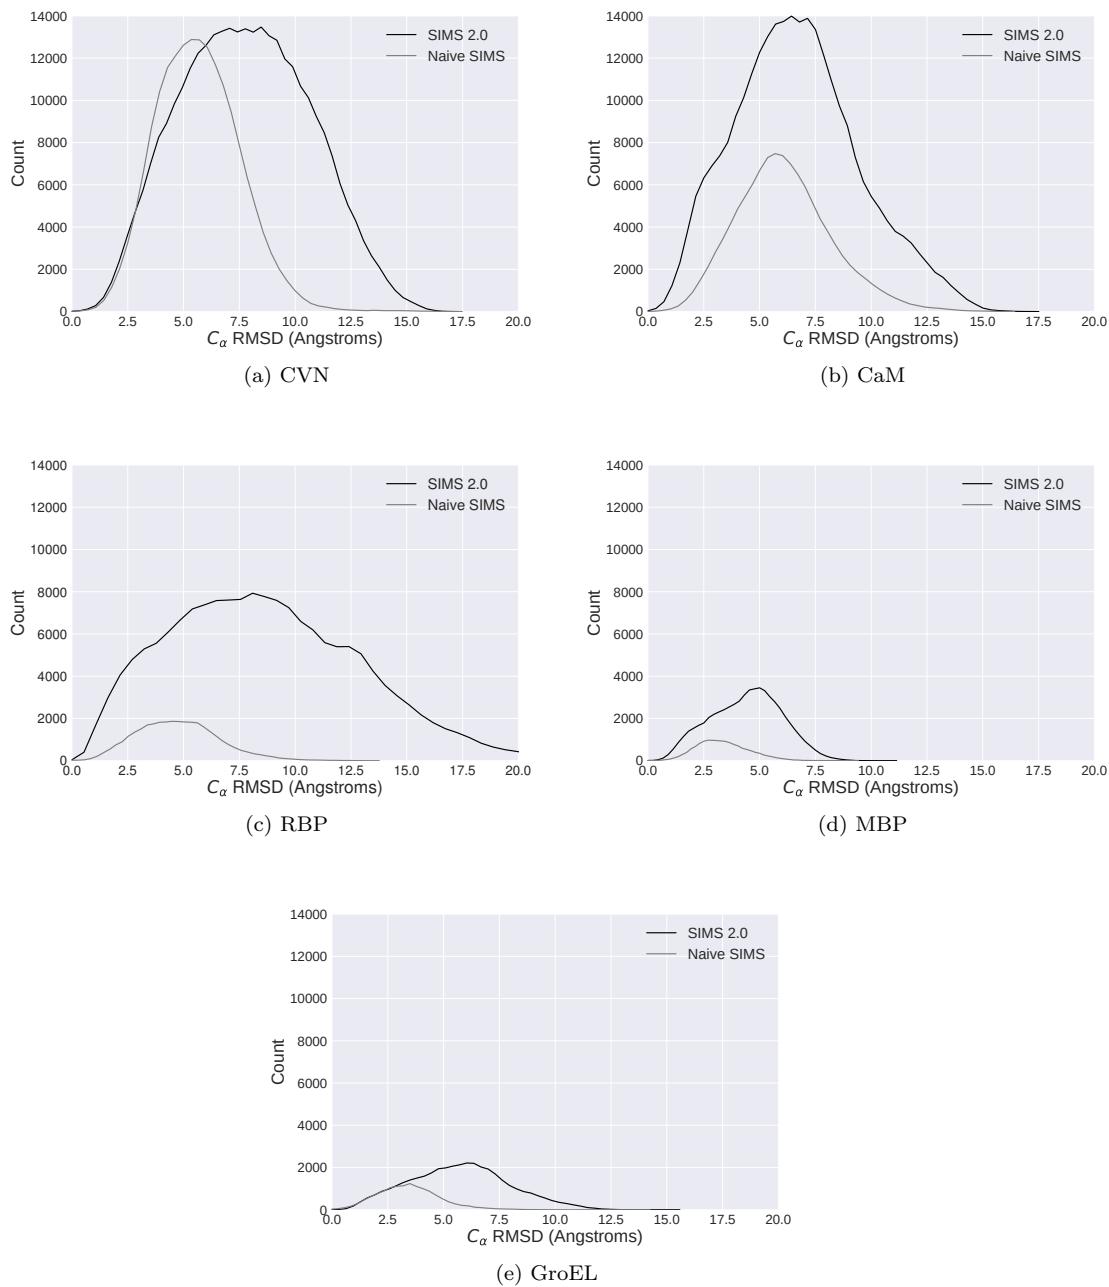 14000
12000
10000
8000
6000
4000
2000
0
Count
SIMS 2.0
Naive SIMS
0.0 2.5 5.0 7.5 10.0 12.5 15.0 17.5 20.0
Cα RMSD (Angstroms)
(a) CVN
14000
12000
10000
8000
6000
4000
2000
0
Count
SIMS 2.0
Naive SIMS
0.0 2.5 5.0 7.5 10.0 12.5 15.0 17.5 20.0
Cα RMSD (Angstroms)
(b) CaM
14000
12000
10000
8000
6000
4000
2000
0
Count
SIMS 2.0
Naive SIMS
0.0 2.5 5.0 7.5 10.0 12.5 15.0 17.5 20.0
Cα RMSD (Angstroms)
(c) RBP
14000
12000
10000
8000
6000
4000
2000
0
Count
SIMS 2.0
Naive SIMS
0.0 2.5 5.0 7.5 10.0 12.5 15.0 17.5 20.0
Cα RMSD (Angstroms)
(d) MBP
14000
12000
10000
8000
6000
4000
2000
0
Count
SIMS 2.0
Naive SIMS
0.0 2.5 5.0 7.5 10.0 12.5 15.0 17.5 20.0
Cα RMSD (Angstroms)
(e) GroEL